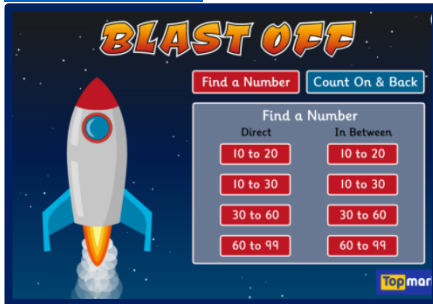 BLAST OFF
Find a Number Count On & Back
Find a Number
Direct In Between
10 to 20 10 to 20
10 to 30 10 to 30
30 to 60 30 to 60
60 to 99 60 to 99
Topmar